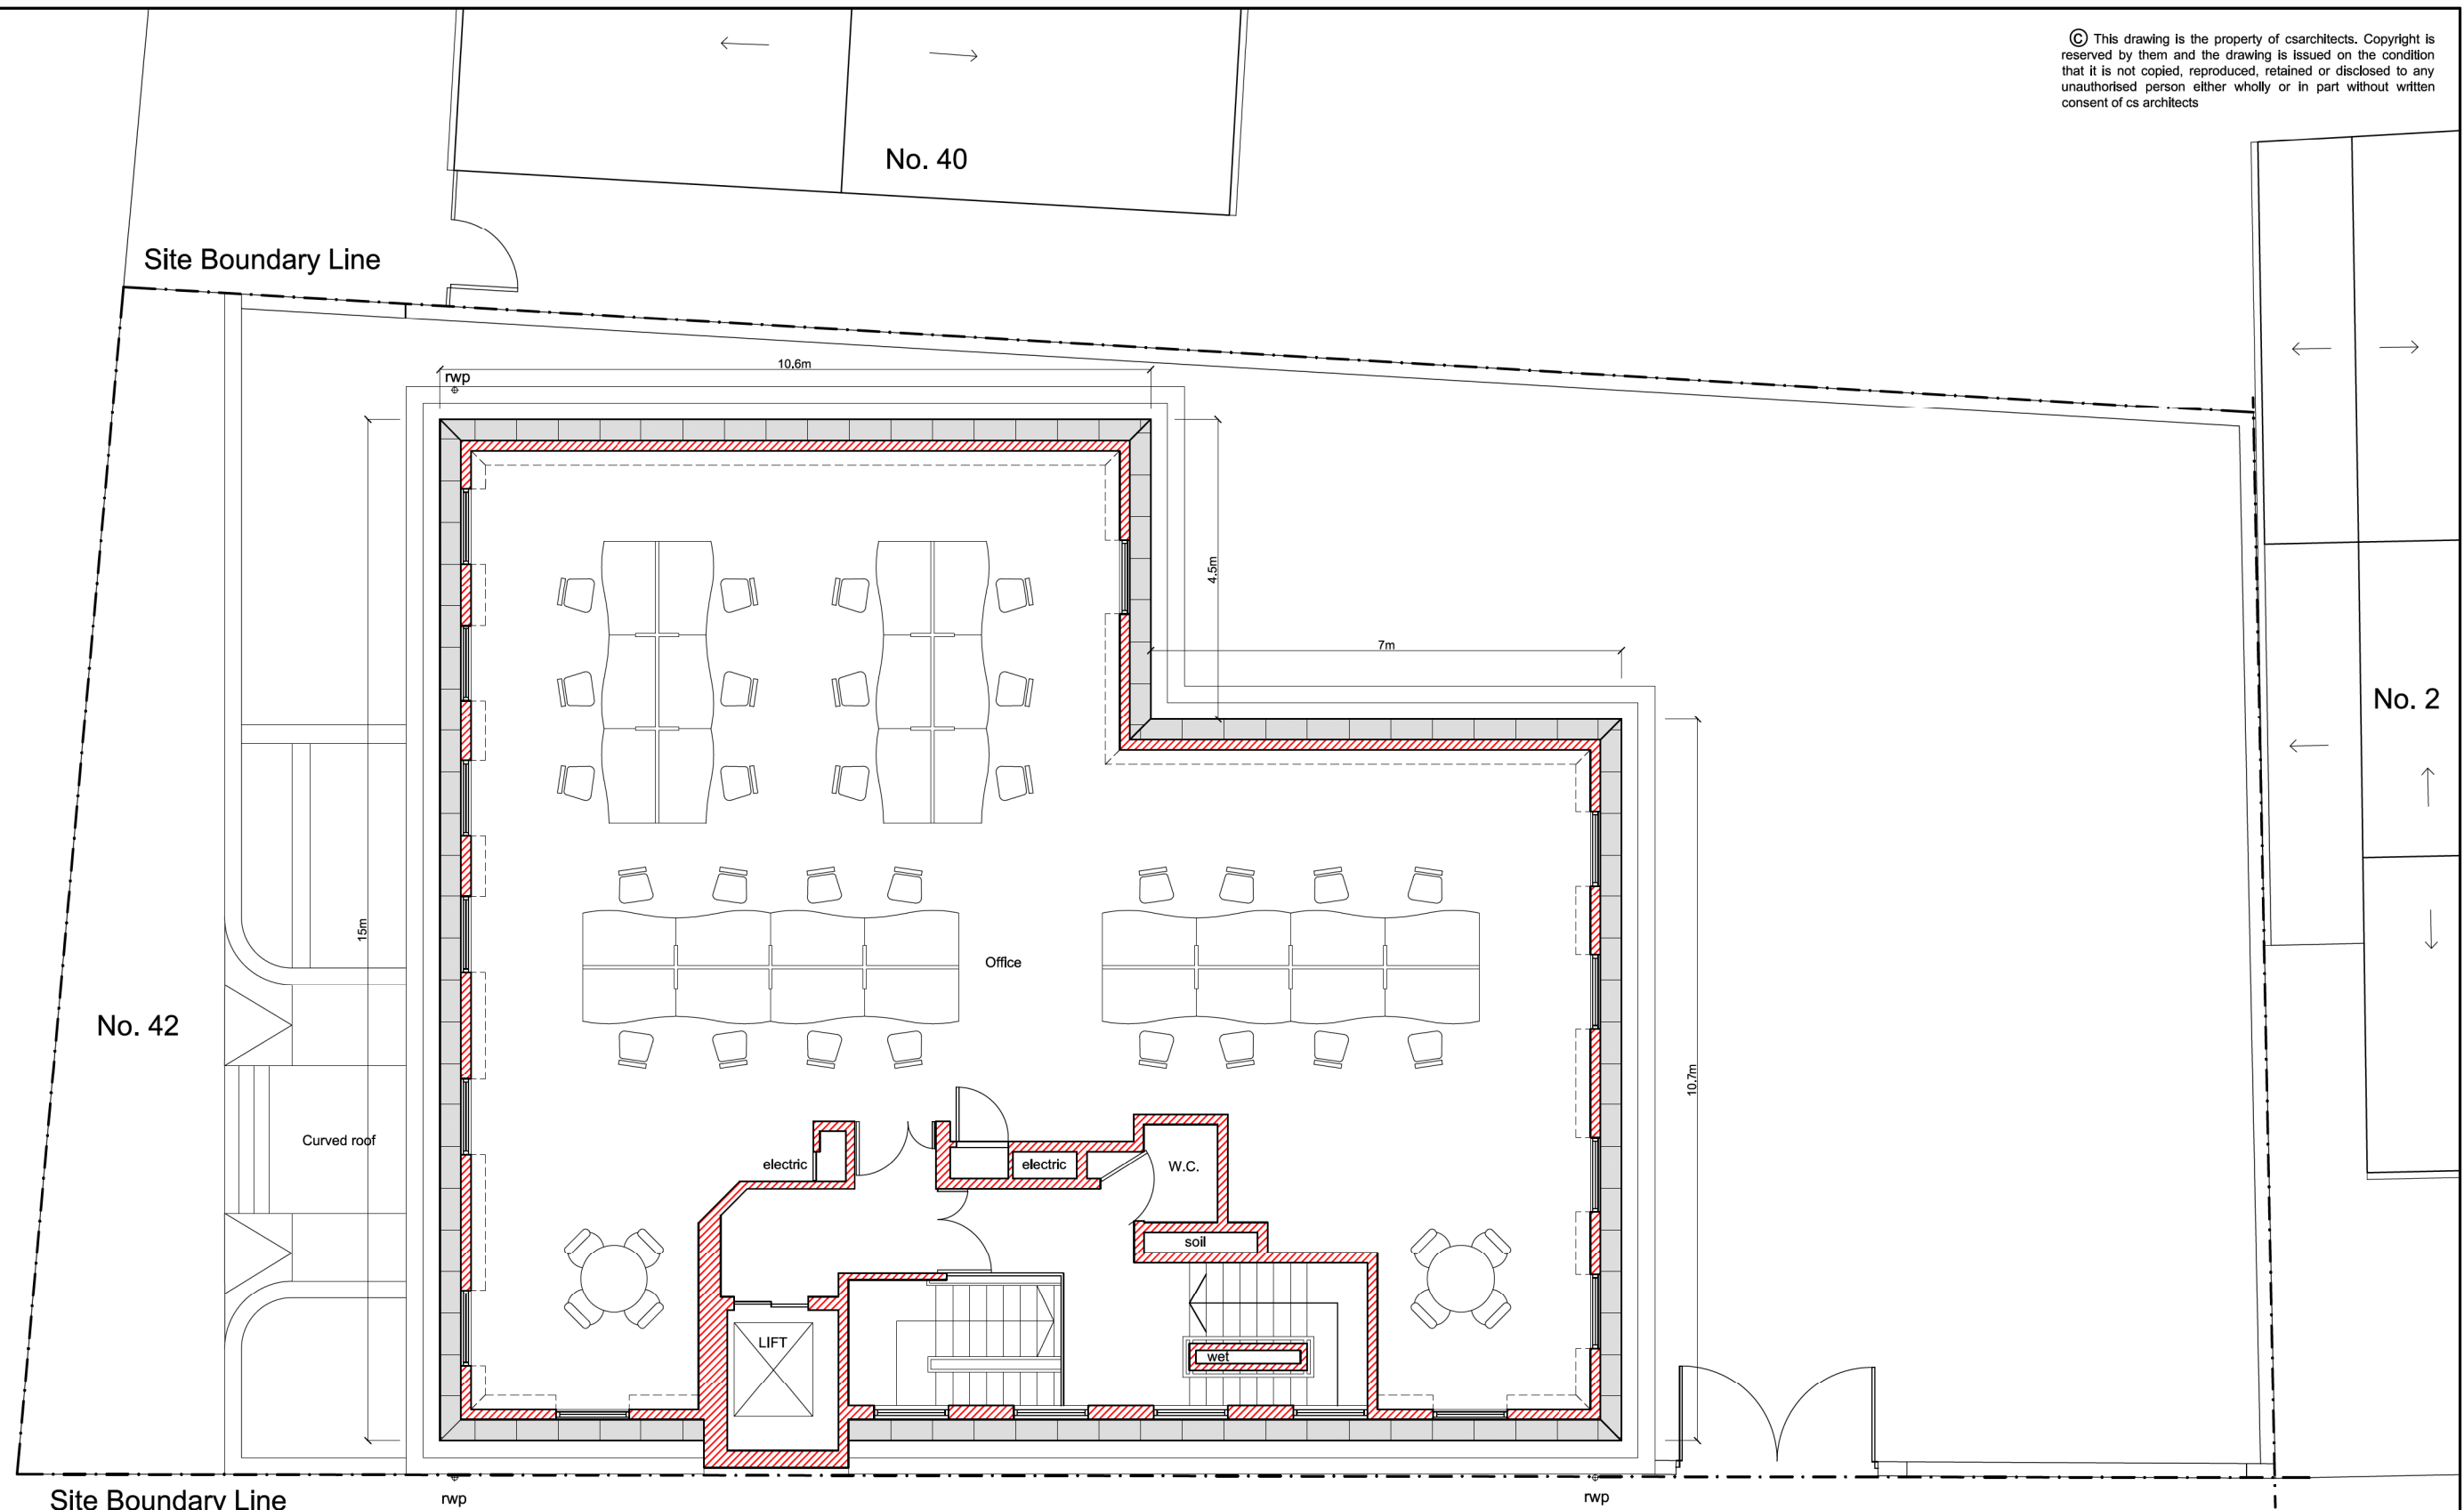 © This drawing is the property of csarchitects. Copyright is
reserved by them and the drawing is issued on the condition
that it is not copied, reproduced, retained or disclosed to any
unauthorised person either wholly or in part without written
consent of cs architects
No. 40
Site Boundary Line
10.6m
rwp
4.5m
7m
No. 2
15m
Office
No. 42
10.7m
Curved roof
electric
electric
W.C.
soil
LIFT
wet
Site Boundary Line
rwp
rwp